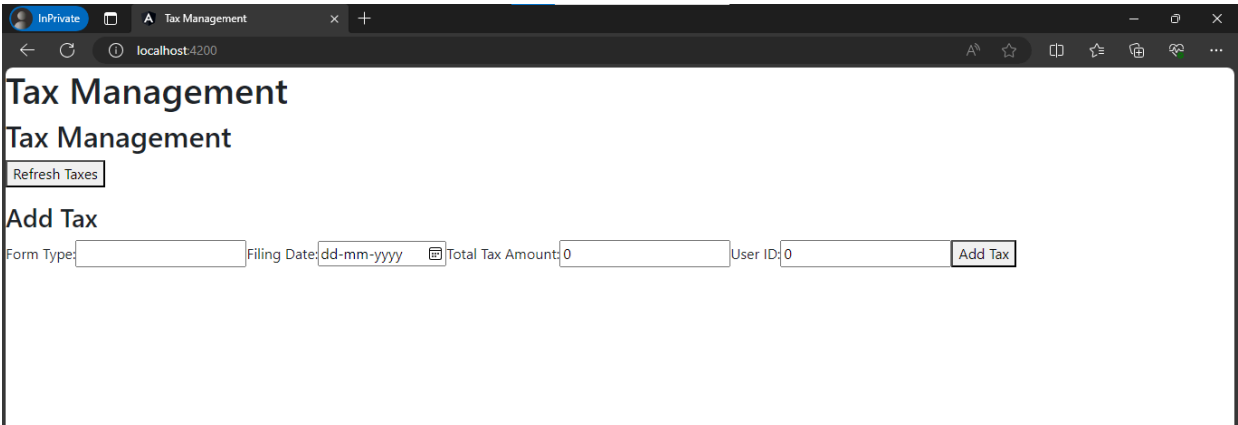 InPrivate
Tax Management
localhost:4200
Tax Management
Tax Management
Refresh Taxes
Add Tax
Form Type: Filing Date: dd-mm-yyyy Total Tax Amount: 0 User ID: 0 Add Tax